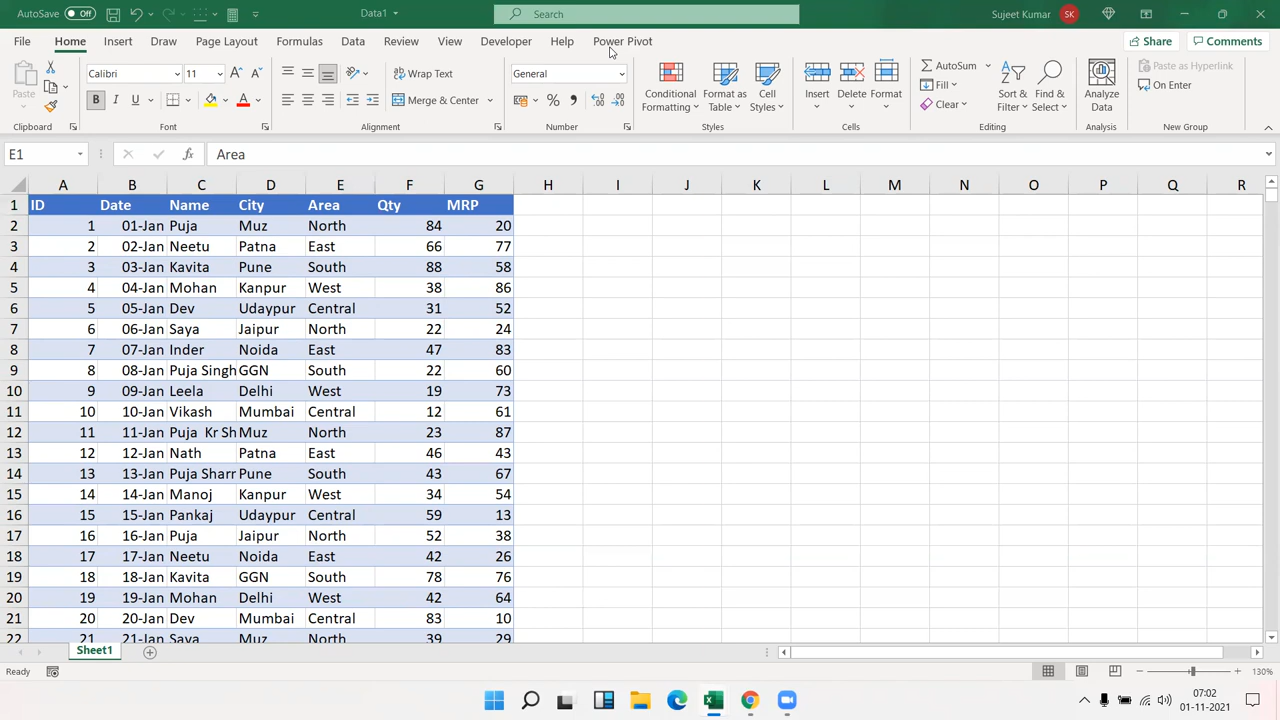 AutoSave Off Data1 Search Sujeet Kumar SK
File Home Insert Draw Page Layout Formulas Data Review View Developer Help Power Pivot Share Comments
Paste Calibri 11 A A Wrap Text General Conditional Formatting Format as Table Cell Styles Insert Delete Format AutoSum Fill Clear Sort & Filter Find & Select Analyze Data Paste as Hyperlink On Enter
B I U A Merge & Center % ,
Clipboard Font Alignment Number Styles Cells Editing Analysis New Group
E1 fx Area
A B C D E F G H I J K L M N O P Q R
1 ID Date Name City Area Qty MRP
2 1 01-Jan Puja Muz North 84 20
3 2 02-Jan Neetu Patna East 66 77
4 3 03-Jan Kavita Pune South 88 58
5 4 04-Jan Mohan Kanpur West 38 86
6 5 05-Jan Dev Udaypur Central 31 52
7 6 06-Jan Saya Jaipur North 22 24
8 7 07-Jan Inder Noida East 47 83
9 8 08-Jan Puja Singh GGN South 22 60
10 9 09-Jan Leela Delhi West 19 73
11 10 10-Jan Vikash Mumbai Central 12 61
12 11 11-Jan Puja Kr Sh Muz North 23 87
13 12 12-Jan Nath Patna East 46 43
14 13 13-Jan Puja Sharr Pune South 43 67
15 14 14-Jan Manoj Kanpur West 34 54
16 15 15-Jan Pankaj Udaypur Central 59 13
17 16 16-Jan Puja Jaipur North 52 38
18 17 17-Jan Neetu Noida East 42 26
19 18 18-Jan Kavita GGN South 78 76
20 19 19-Jan Mohan Delhi West 42 64
21 20 20-Jan Dev Mumbai Central 83 10
22 21 21-Jan Saya Muz North 39 29
Sheet1
Ready 130%
07:02
01-11-2021